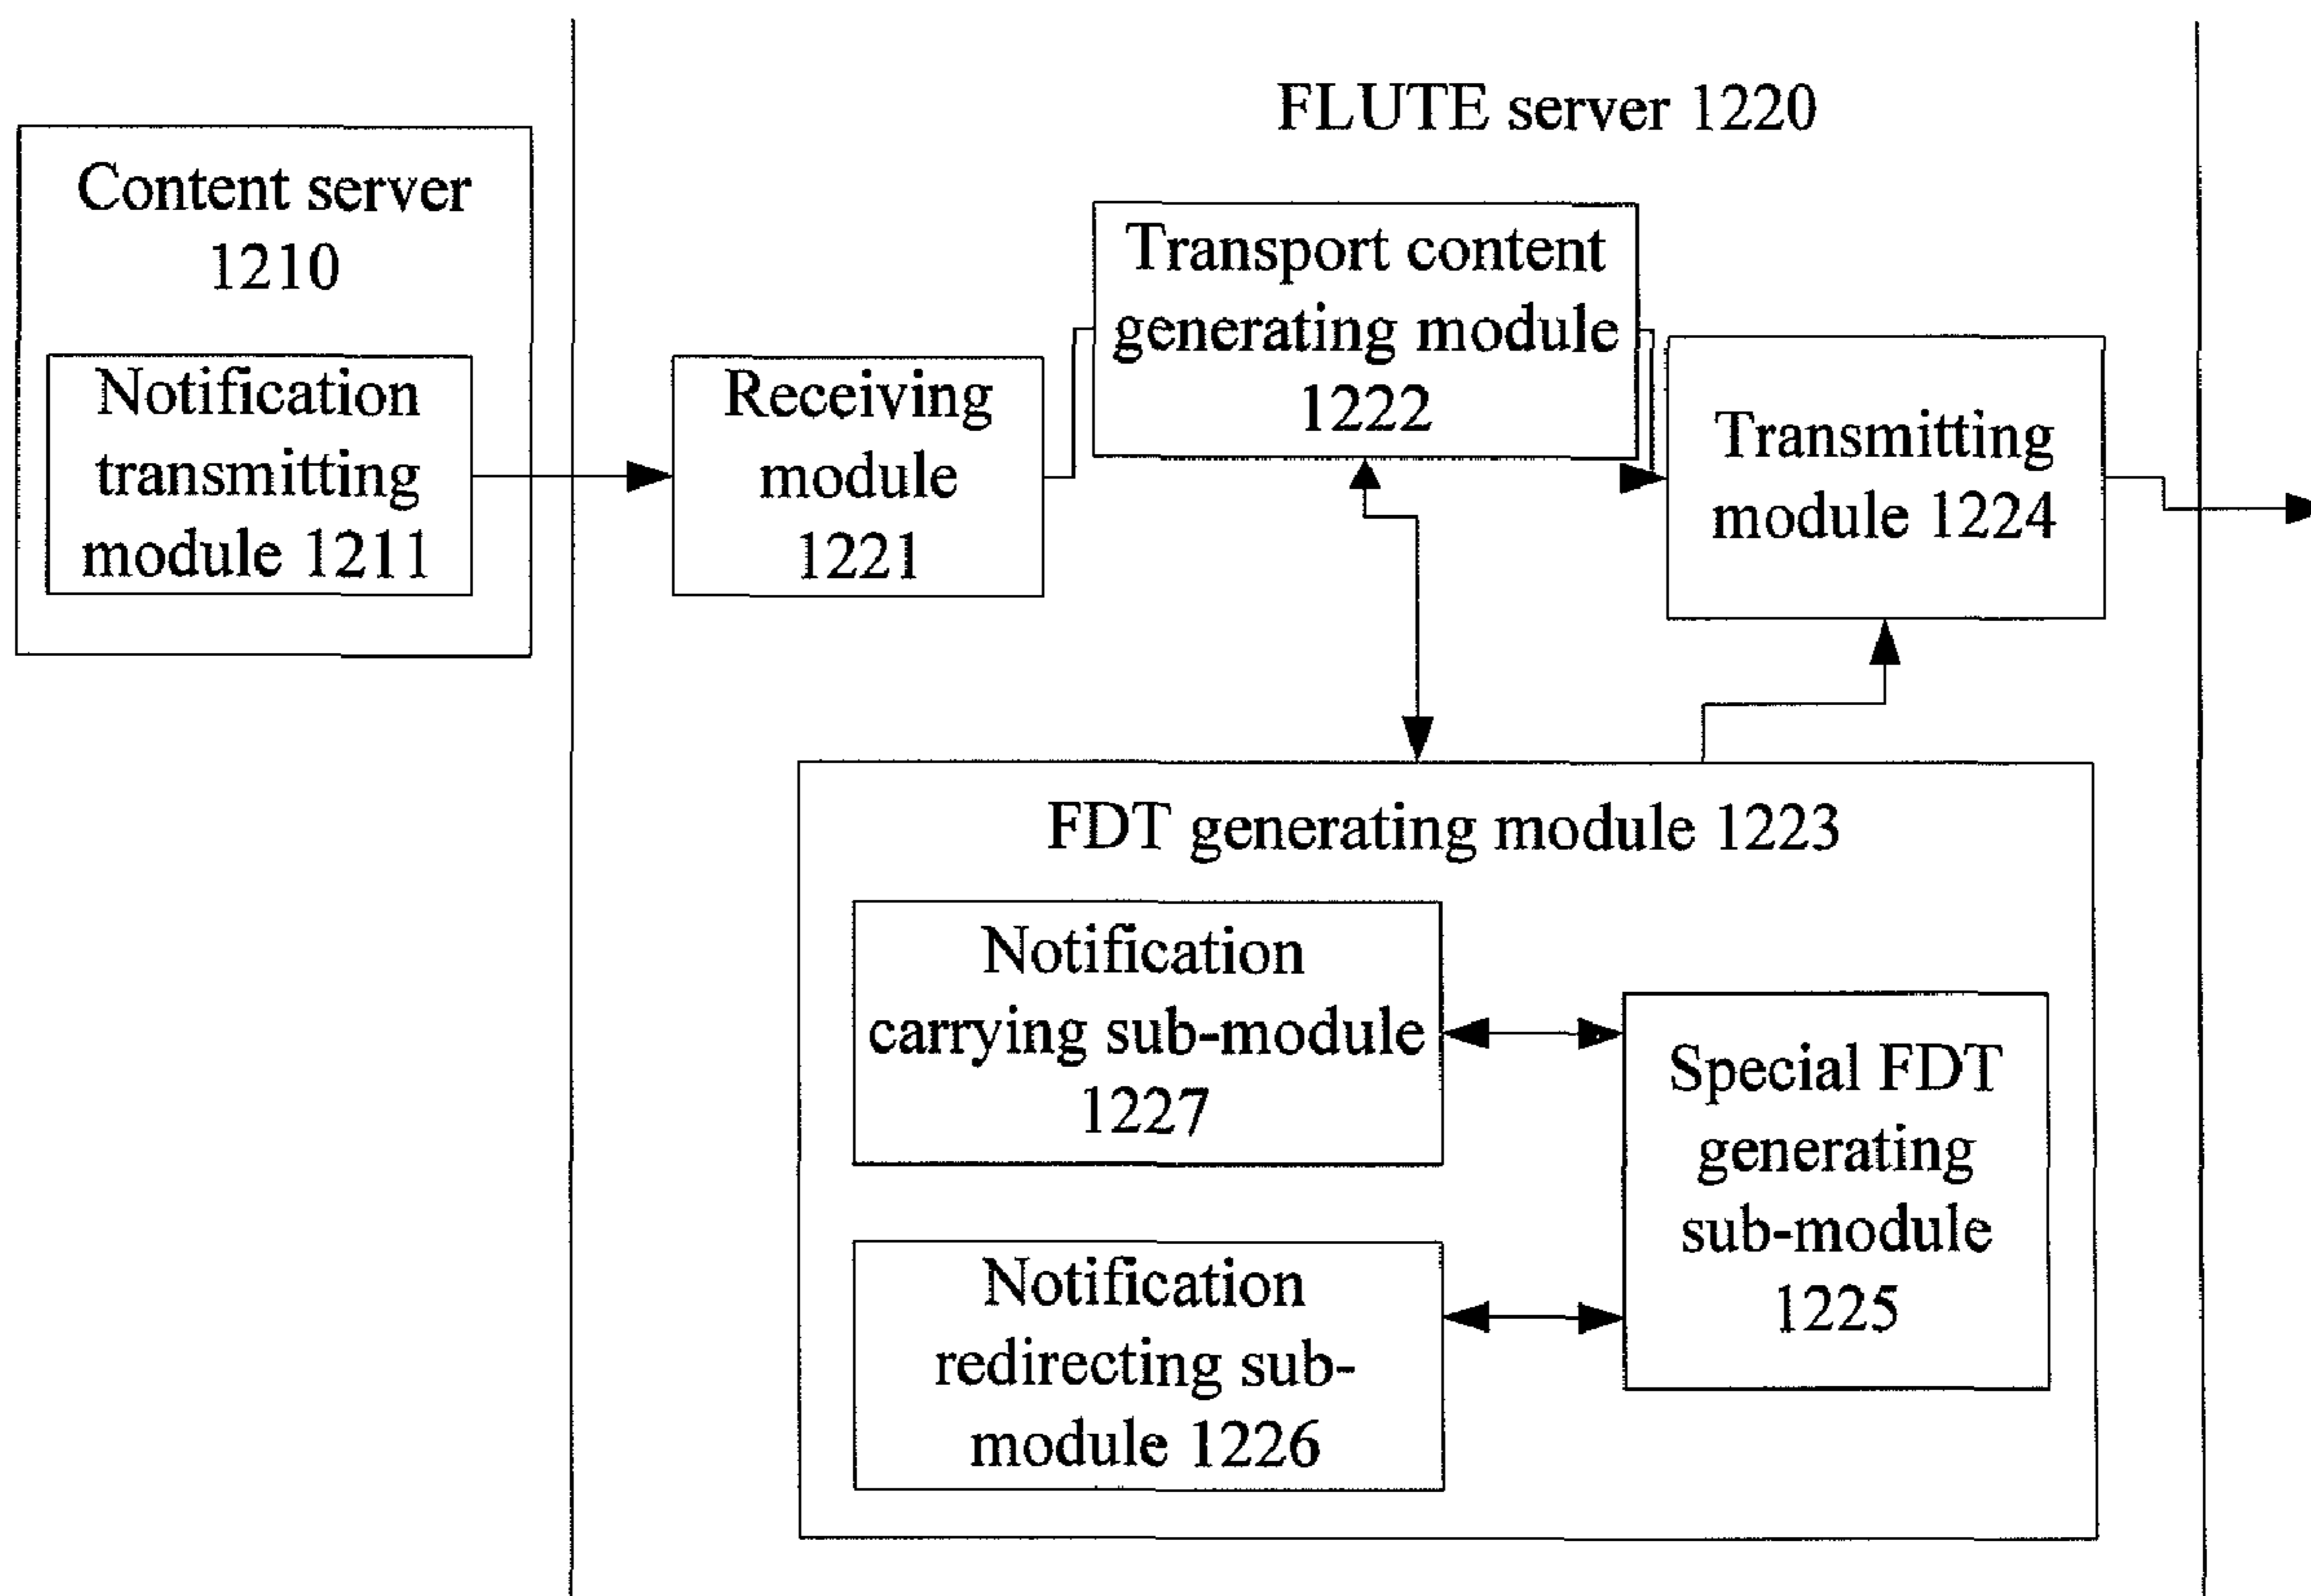 FLUTE server 1220
Content server
1210
Notification
transmitting
module 1211
Receiving
module
1221
Transport content
generating module
1222
Transmitting
module 1224
FDT generating module 1223
Notification
carrying sub-module
1227
Notification
redirecting sub-
module 1226
Special FDT
generating
sub-module
1225